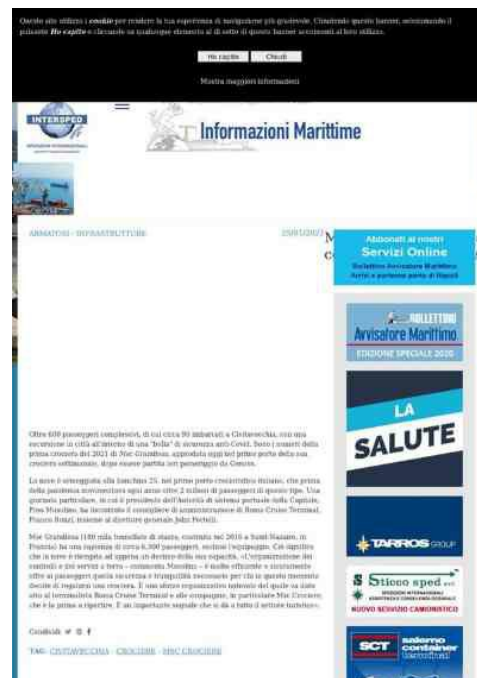 Questo sito utilizza i cookie per rendere la tua esperienza di navigazione più gradevole. Chiudendo questo banner, selezionando il
pulsante Ho capito o cliccando su qualunque elemento al di sotto di questo banner acconsenti al loro utilizzo.
Ho capito
Chiudi
Mostra maggiori informazioni
INTERSPED
Informazioni Marittime
ARMATORI - INFRASTRUTTURE
Abbonati ai nostri
Servizi Online
Bollettino Avvisatore Marittimo
Arrivi e partenze porto di Napoli
BOLLETTINO
Avvisatore Marittimo
EDIZIONE SPECIALE 2020
LA
SALUTE
Oltre 600 passeggeri complessivi, di cui circa 90 imbarcati a Civitavecchia, con una
escursione in città all'interno di una "bolla" di sicurezza anti-Covid. Sono i numeri della
prima crociera del 2021 di Msc Grandiosa, approdata oggi nel primo porto della sua
crociera settimanale, dopo essere partita ieri pomeriggio da Genova.
La nave è ormeggiata alla banchina 25, nel primo porto crocieristico italiano, che prima
della pandemia movimentava ogni anno oltre 2 milioni di passeggeri di questo tipo. Una
giornata particolare, in cui il presidente dell'Autorità di sistema portuale della Capitale,
Pino Musolino, ha incontrato il consigliere di amministrazione di Roma Cruise Terminal,
insieme al direttore generale John Portelli.
Msc Grandiosa (180 mila tonnellate di stazza, costruita nel 2019 a Saint-Nazaire, in
Francia) ha una capienza di circa 6,300 passeggeri, escluso l'equipaggio. Ciò significa
che la nave è riempita ad appena un decimo della sua capacità. «L'organizzazione dei
controlli e dei servizi a terra – commenta Musolino – è molto efficiente e sicuramente
offre ai passeggeri quella sicurezza e tranquillità necessarie per chi in questo momento
decide di regalarsi una crociera. È uno sforzo organizzativo notevole del quale va dato
atto al terminalista Roma Cruise Terminal e alle compagnie, in particolare Msc Crociere,
che è la prima a ripartire. È un importante segnale che si dà a tutto il settore turistico».
Condividi
TAG: CIVITAVECCHIA - CROCIERE - MSC CROCIERE
TARROS GROUP
Sticco sped
NUOVO SERVIZIO CAMIONISTICO
SCT salerno
container
terminal